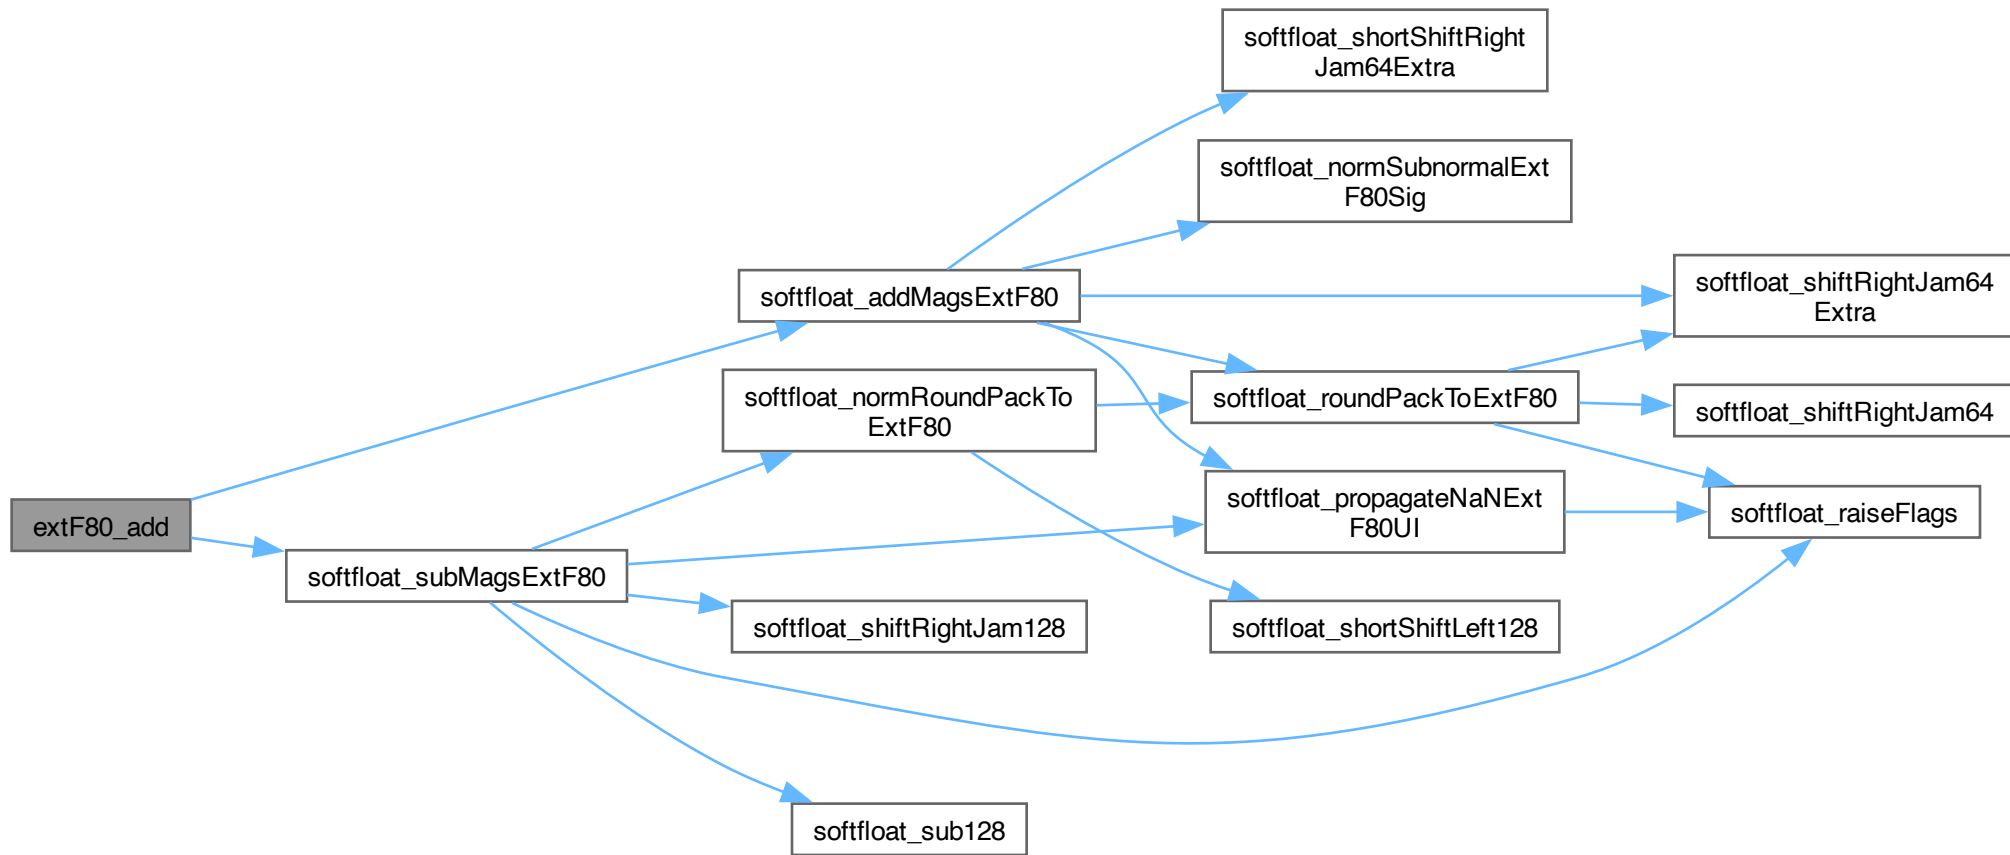 softfloat_shortShiftRight
Jam64Extra
softfloat_normSubnormalExt
F80Sig
softfloat_addMagsExtF80
softfloat_shiftRightJam64
Extra
softfloat_normRoundPackTo
ExtF80
softfloat_roundPackToExtF80
softfloat_shiftRightJam64
extF80_add
softfloat_propagateNaNExt
F80UI
softfloat_raiseFlags
softfloat_subMagsExtF80
softfloat_shiftRightJam128
softfloat_shortShiftLeft128
softfloat_sub128